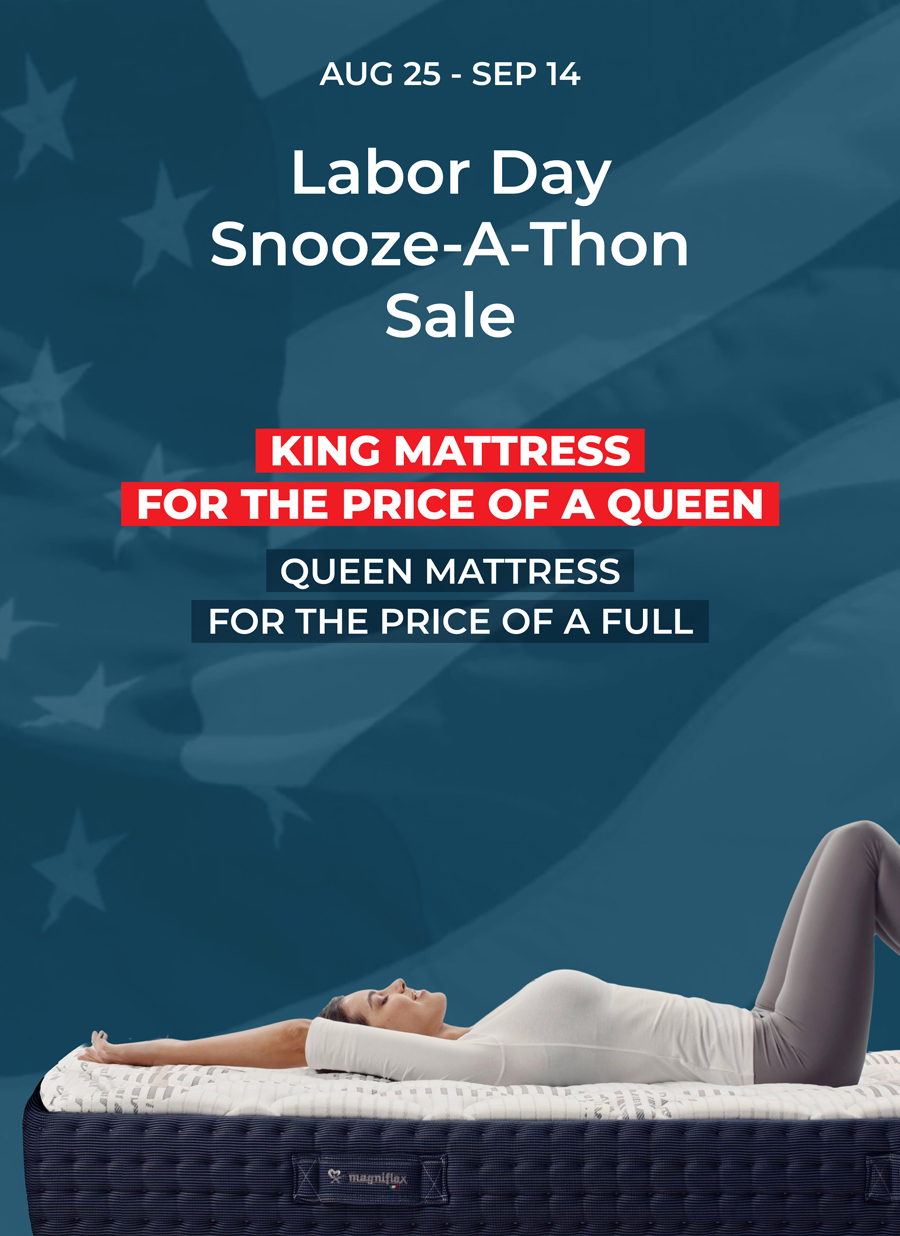 AUG 25 - SEP 14
Labor Day
Snooze-A-Thon
Sale
KING MATTRESS
FOR THE PRICE OF A QUEEN
QUEEN MATTRESS
FOR THE PRICE OF A FULL
magniflex